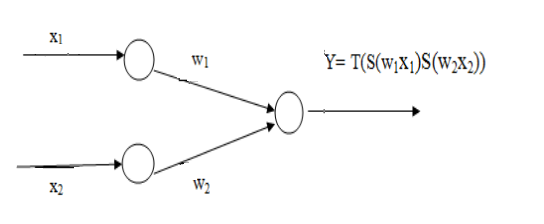 x₁
w₁
Y= T(S(w₁x₁)S(w₂x₂))
x₂
w₂